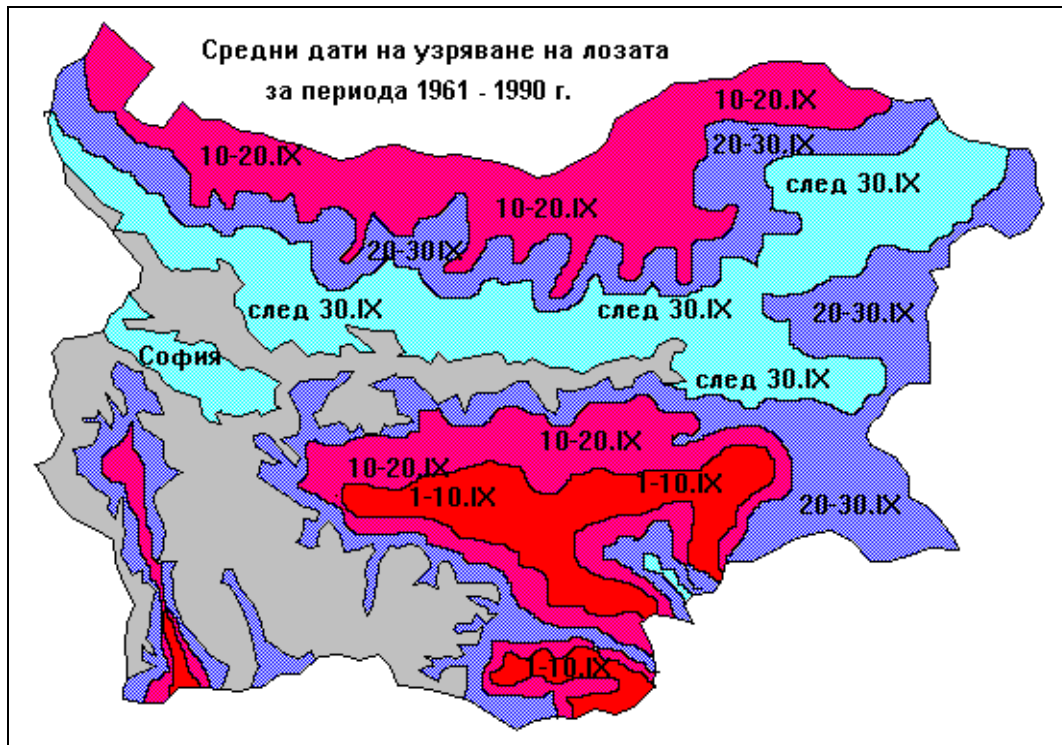 Средни дати на узряване на лозата
за периода 1961 - 1990 г.
10-20.IX
20-30.IX
10-20.IX
след 30.IX
10-20.IX
20-30IX
след 30.IX
след 30.IX
20-30.IX
София
след 30.IX
10-20.IX
10-20.IX
1-10.IX
1-10.IX
20-30.IX
1-10.IX